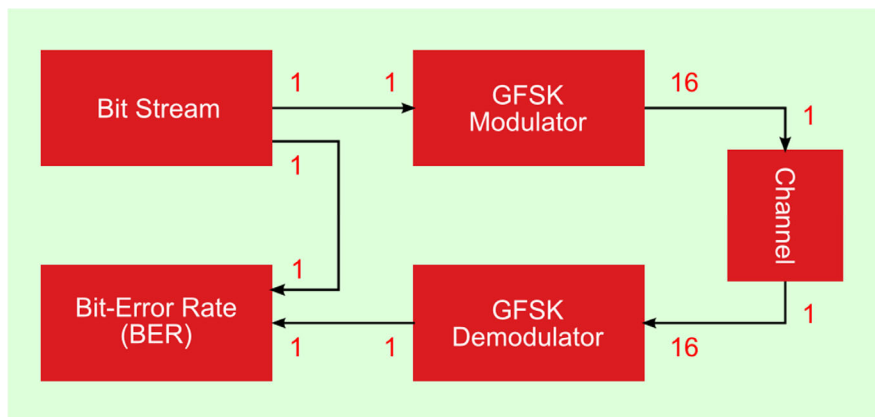 Bit Stream
1
1
GFSK
Modulator
16
1
1
Channel
1
Bit-Error Rate
(BER)
1
1
GFSK
Demodulator
16
1